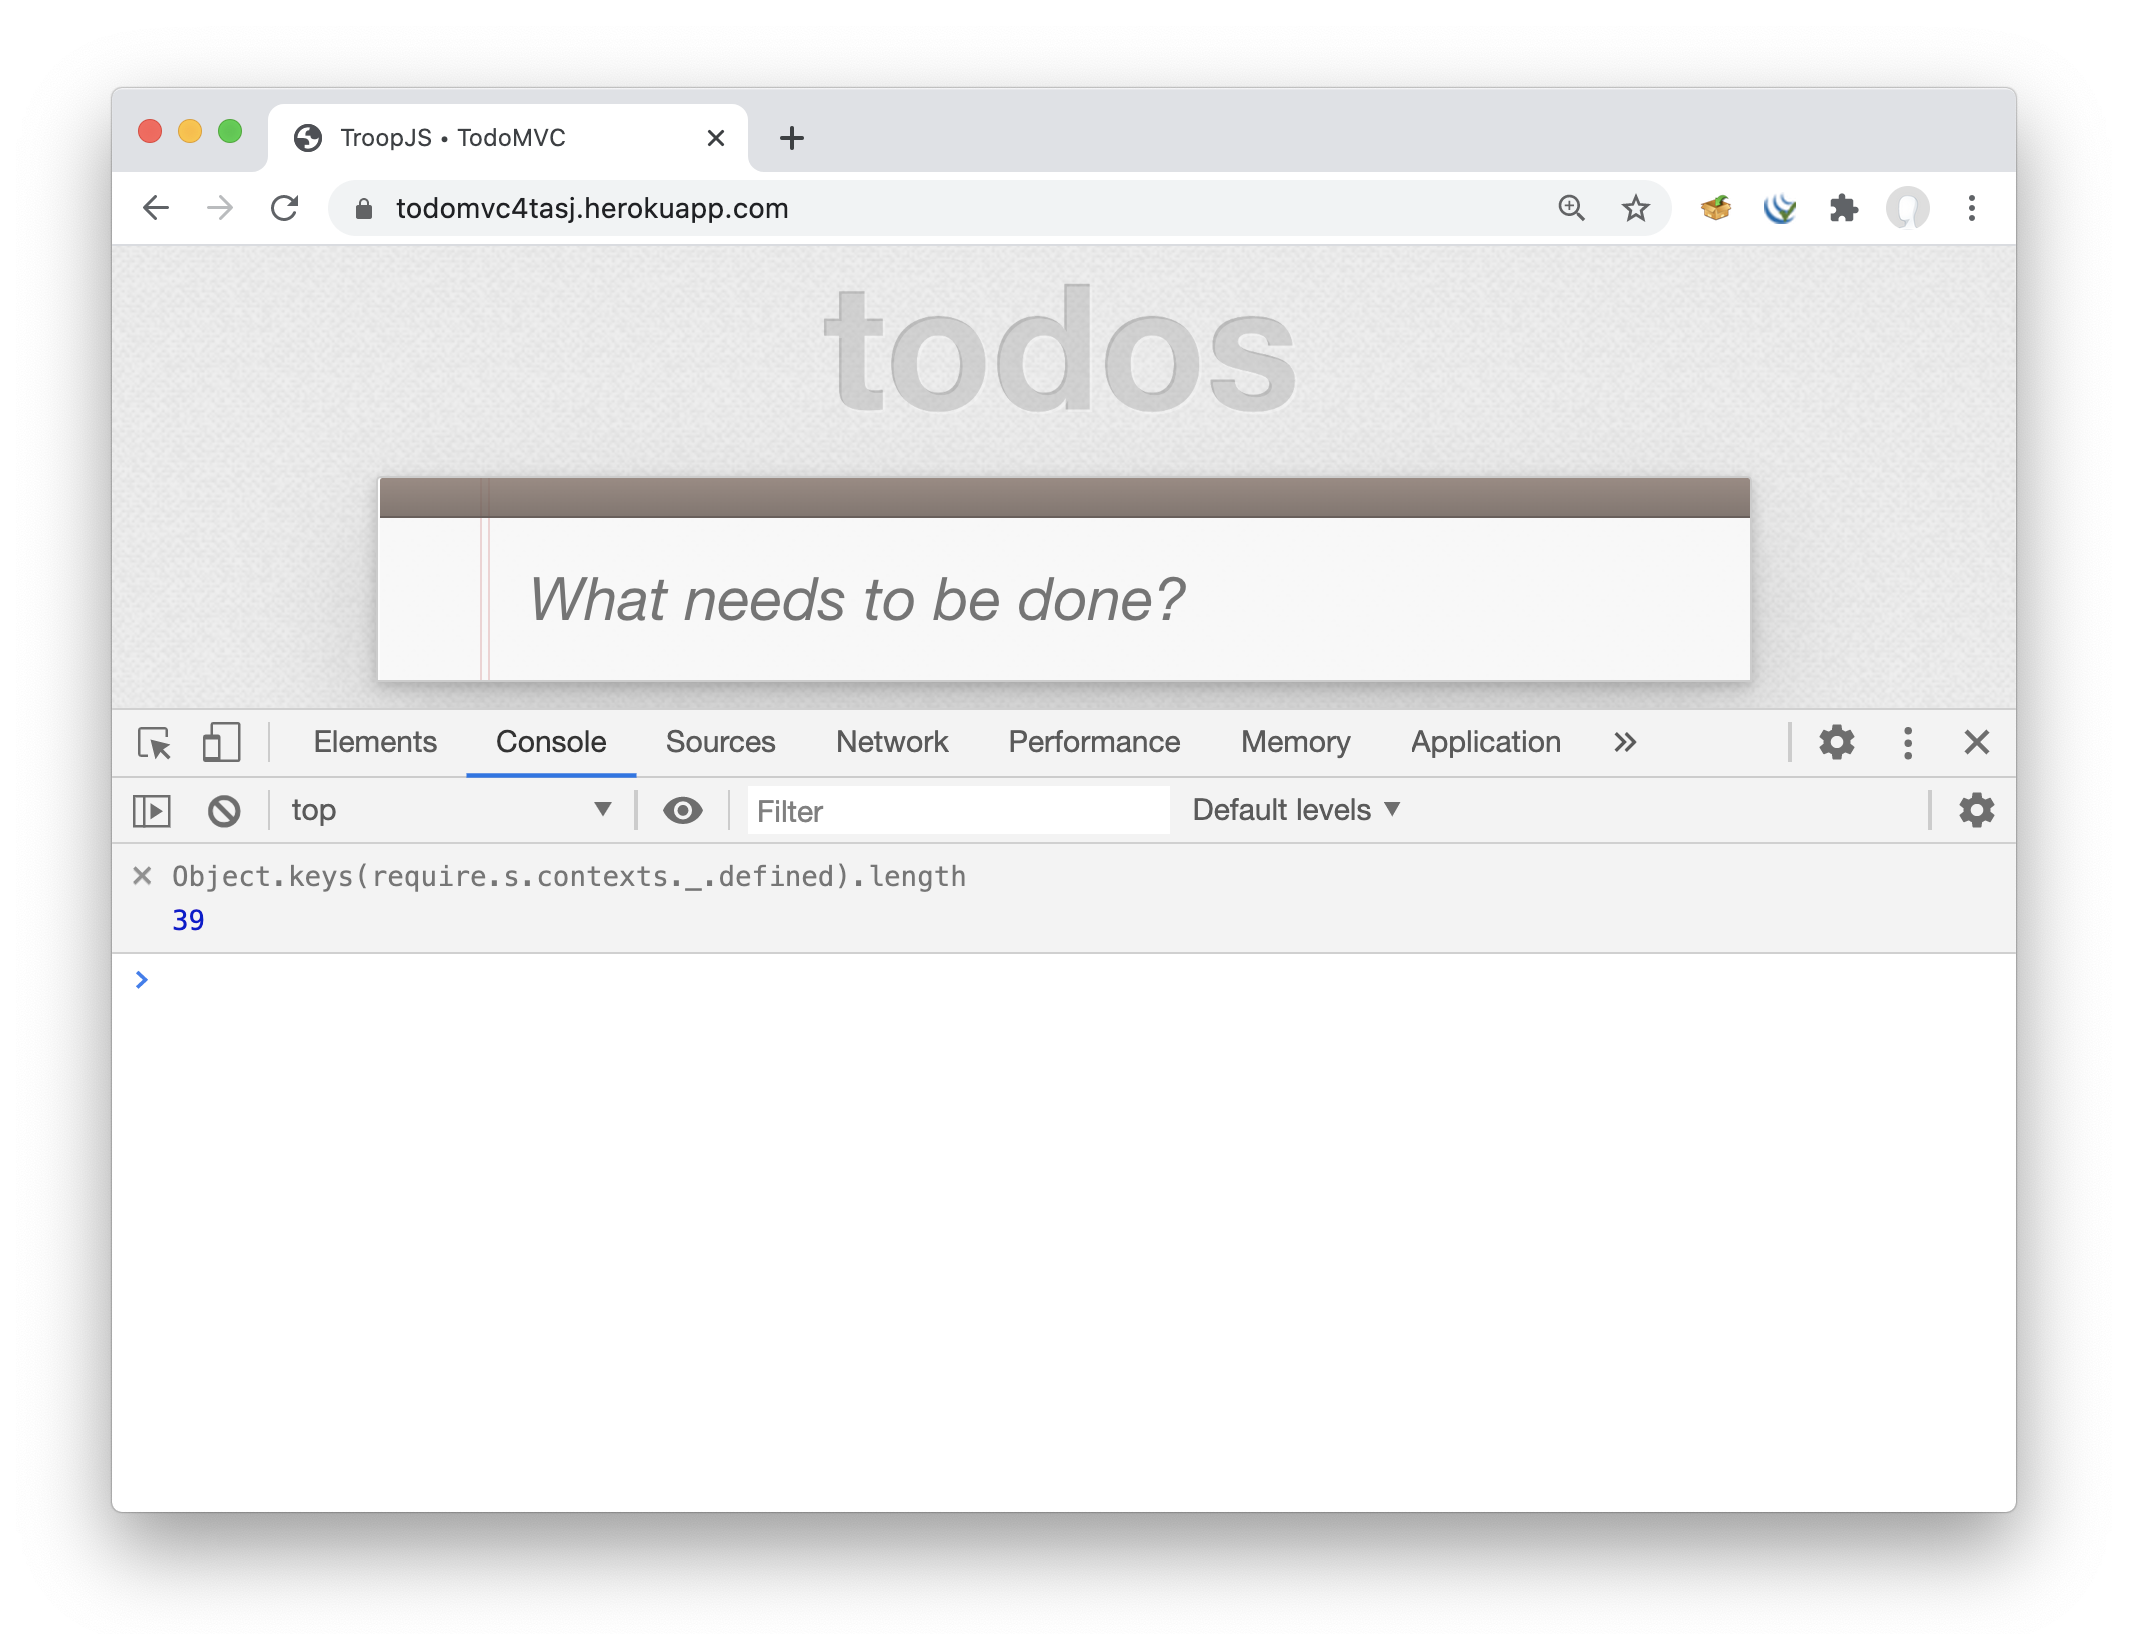 TroopJS • TodoMVC
todomvc4tasj.herokuapp.com
todos
What needs to be done?
Elements Console Sources Network Performance Memory Application
top Filter Default levels
Object.keys(require.s.contexts._.defined).length
39